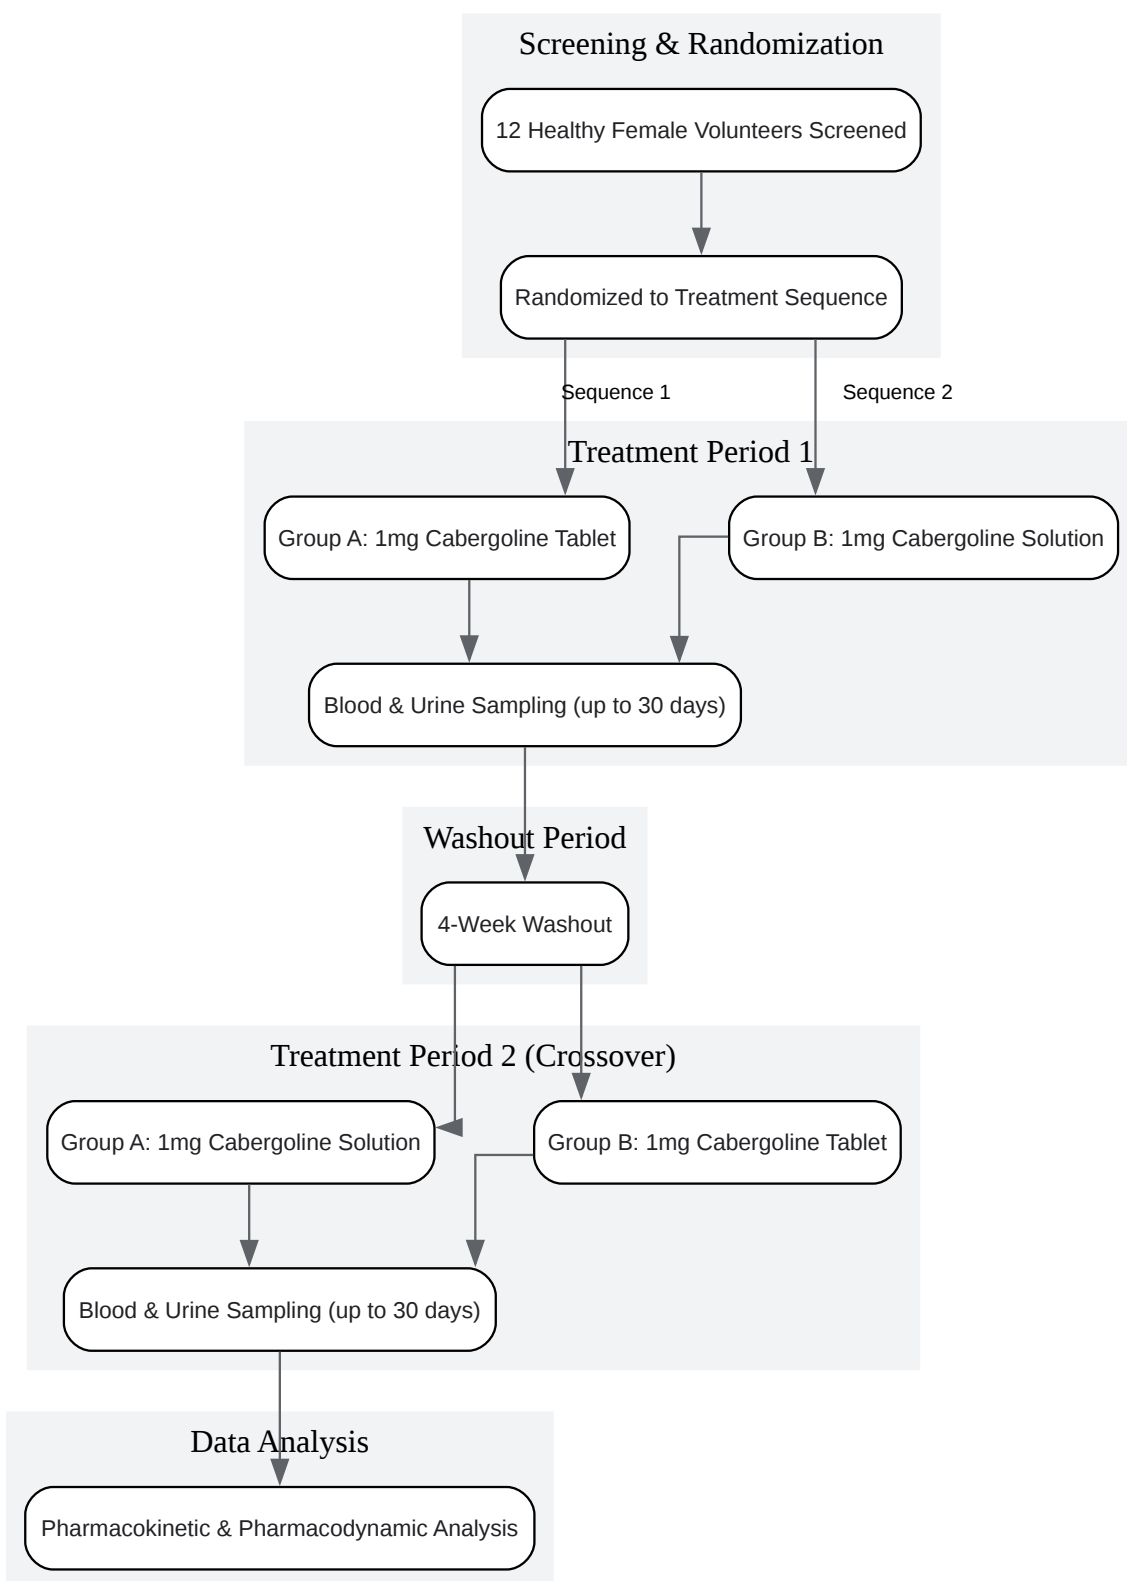 Screening & Randomization
12 Healthy Female Volunteers Screened
Randomized to Treatment Sequence
Sequence 1
Sequence 2
Treatment Period 1
Group A: 1mg Cabergoline Tablet
Group B: 1mg Cabergoline Solution
Blood & Urine Sampling (up to 30 days)
Washout Period
4-Week Washout
Treatment Period 2 (Crossover)
Group A: 1mg Cabergoline Solution
Group B: 1mg Cabergoline Tablet
Blood & Urine Sampling (up to 30 days)
Data Analysis
Pharmacokinetic & Pharmacodynamic Analysis